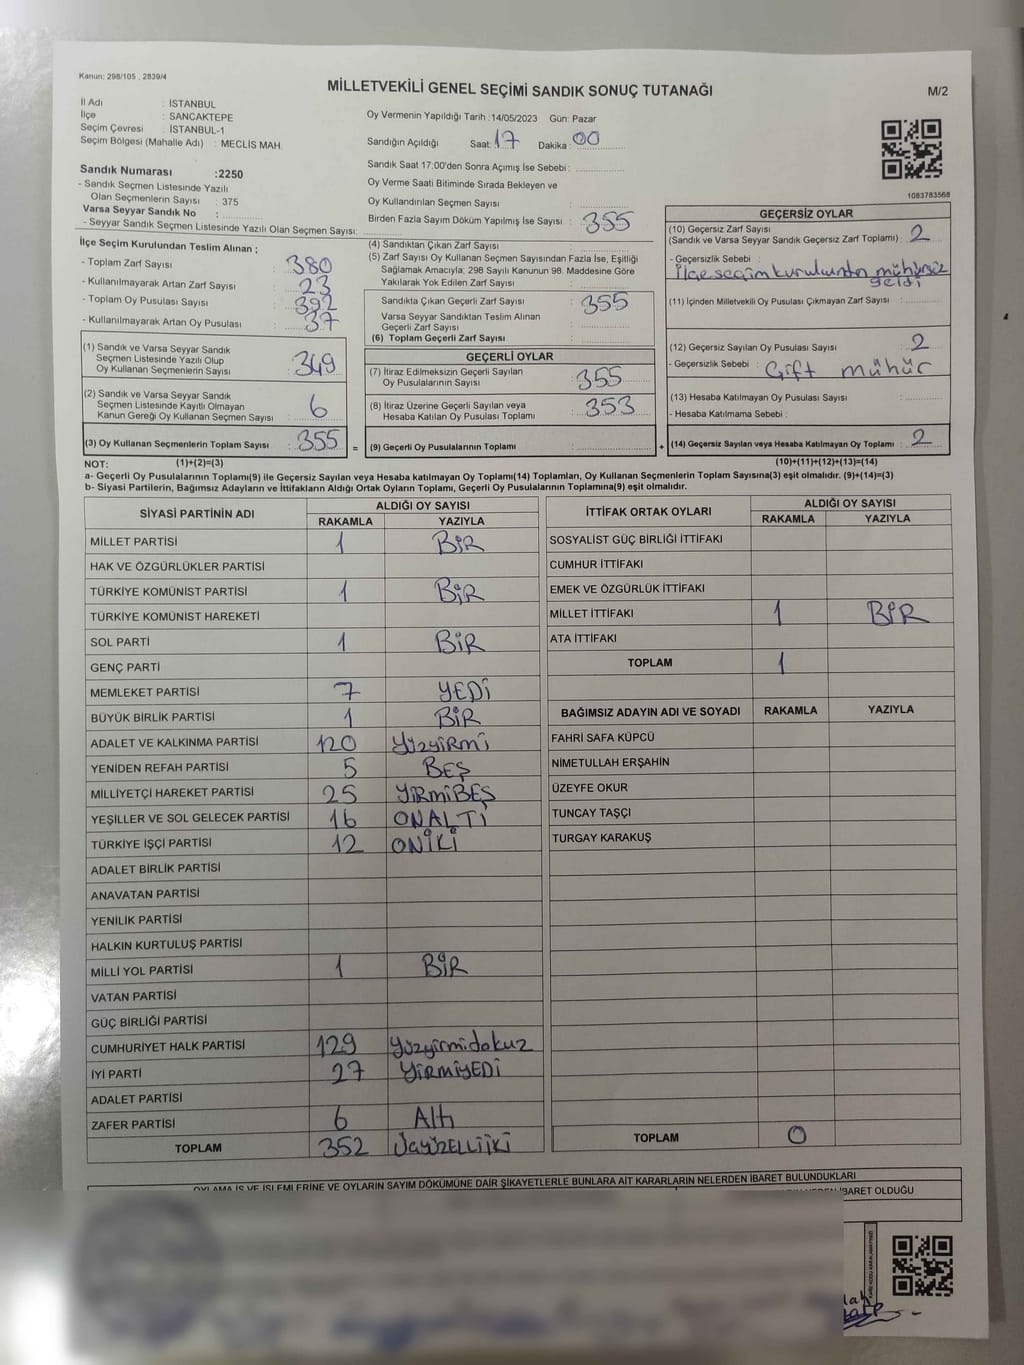 Kanun: 298/105 , 2839/4
MİLLETVEKİLİ GENEL SEÇİMİ SANDIK SONUÇ TUTANAĞI
M/2
İl Adı : İSTANBUL
İlçe : SANCAKTEPE
Seçim Çevresi : İSTANBUL-1
Seçim Bölgesi (Mahalle Adı) : MECLİS MAH.
Oy Vermenin Yapıldığı Tarih :14/05/2023 Gün: Pazar
Sandığın Açıldığı Saat: 17 Dakika : 00
Sandık Saat 17:00'den Sonra Açımış İse Sebebi :
Oy Verme Saati Bitiminde Sırada Bekleyen ve
Oy Kullandırılan Seçmen Sayısı :
Birden Fazla Sayım Döküm Yapılmış İse Sayısı : 355
1083783568
Sandık Numarası :2250
- Sandık Seçmen Listesinde Yazılı
Olan Seçmenlerin Sayısı : 375
Varsa Seyyar Sandık No :
- Seyyar Sandık Seçmen Listesinde Yazılı Olan Seçmen Sayısı:
İlçe Seçim Kurulundan Teslim Alınan ;
- Toplam Zarf Sayısı : 380
- Kullanılmayarak Artan Zarf Sayısı : 23
- Toplam Oy Pusulası Sayısı : 392
- Kullanılmayarak Artan Oy Pusulası : 37
(1) Sandık ve Varsa Seyyar Sandık
Seçmen Listesinde Yazılı Olup
Oy Kullanan Seçmenlerin Sayısı : 349
(2) Sandık ve Varsa Seyyar Sandık
Seçmen Listesinde Kayıtlı Olmayan
Kanun Gereği Oy Kullanan Seçmen Sayısı : 6
(3) Oy Kullanan Seçmenlerin Toplam Sayısı : 355 =
(4) Sandıktan Çıkan Zarf Sayısı :
(5) Zarf Sayısı Oy Kullanan Seçmen Sayısından Fazla İse, Eşitliği
Sağlamak Amacıyla; 298 Sayılı Kanunun 98. Maddesine Göre
Yakılarak Yok Edilen Zarf Sayısı :
Sandıkta Çıkan Geçerli Zarf Sayısı : 355
Varsa Seyyar Sandıktan Teslim Alınan
Geçerli Zarf Sayısı :
(6) Toplam Geçerli Zarf Sayısı :
GEÇERLİ OYLAR
(7) İtiraz Edilmeksizin Geçerli Sayılan
Oy Pusulalarının Sayısı : 355
(8) İtiraz Üzerine Geçerli Sayılan veya
Hesaba Katılan Oy Pusulası Toplamı : 353
(9) Geçerli Oy Pusulalarının Toplamı : +
GEÇERSİZ OYLAR
(10) Geçersiz Zarf Sayısı
(Sandık ve Varsa Seyyar Sandık Geçersiz Zarf Toplamı) : 2
- Geçersizlik Sebebi :
İlçe seçim kurulundan mühürsüz
geldi
(11) İçinden Milletvekili Oy Pusulası Çıkmayan Zarf Sayısı :
(12) Geçersiz Sayılan Oy Pusulası Sayısı : 2
- Geçersizlik Sebebi : Çift mühür
(13) Hesaba Katılmayan Oy Pusulası Sayısı :
- Hesaba Katılmama Sebebi :
(14) Geçersiz Sayılan veya Hesaba Katılmayan Oy Toplamı : 2
NOT: (1)+(2)=(3) (10)+(11)+(12)+(13)=(14)
a- Geçerli Oy Pusulalarının Toplamı(9) ile Geçersiz Sayılan veya Hesaba katılmayan Oy Toplamı(14) Toplamları, Oy Kullanan Seçmenlerin Toplam Sayısına(3) eşit olmalıdır. (9)+(14)=(3)
b- Siyasi Partilerin, Bağımsız Adayların ve İttifakların Aldığı Ortak Oyların Toplamı, Geçerli Oy Pusulalarının Toplamına(9) eşit olmalıdır.
SİYASİ PARTİNİN ADI ALDIĞI OY SAYISI
RAKAMLA YAZIYLA
MİLLET PARTİSİ 1 BİR
HAK VE ÖZGÜRLÜKLER PARTİSİ
TÜRKİYE KOMÜNİST PARTİSİ 1 BİR
TÜRKİYE KOMÜNİST HAREKETİ
SOL PARTİ 1 BİR
GENÇ PARTİ
MEMLEKET PARTİSİ 7 YEDİ
BÜYÜK BİRLİK PARTİSİ 1 BİR
ADALET VE KALKINMA PARTİSİ 120 Yüzyirmi
YENİDEN REFAH PARTİSİ 5 BEŞ
MİLLİYETÇİ HAREKET PARTİSİ 25 YİRMİBEŞ
YEŞİLLER VE SOL GELECEK PARTİSİ 16 ONALTI
TÜRKİYE İŞÇİ PARTİSİ 12 ONİKİ
ADALET BİRLİK PARTİSİ
ANAVATAN PARTİSİ
YENİLİK PARTİSİ
HALKIN KURTULUŞ PARTİSİ
MİLLİ YOL PARTİSİ 1 BİR
VATAN PARTİSİ
GÜÇ BİRLİĞİ PARTİSİ
CUMHURİYET HALK PARTİSİ 129 Yüzyirmidokuz
İYİ PARTİ 27 YİRMİYEDİ
ADALET PARTİSİ
ZAFER PARTİSİ 6 Altı
TOPLAM 352 ÜçYÜZELLİİKİ
İTTİFAK ORTAK OYLARI ALDIĞI OY SAYISI
RAKAMLA YAZIYLA
SOSYALİST GÜÇ BİRLİĞİ İTTİFAKI
CUMHUR İTTİFAKI
EMEK VE ÖZGÜRLÜK İTTİFAKI
MİLLET İTTİFAKI 1 BİR
ATA İTTİFAKI
TOPLAM 1
BAĞIMSIZ ADAYIN ADI VE SOYADI RAKAMLA YAZIYLA
FAHRİ SAFA KÜPCÜ
NİMETULLAH ERŞAHİN
ÜZEYFE OKUR
TUNCAY TAŞÇI
TURGAY KARAKUŞ
TOPLAM 0
OYLAMA İŞ VE İŞLEMLERİNE VE OYLARIN SAYIM DÖKÜMÜNE DAİR ŞİKAYETLERLE BUNLARA AİT KARARLARIN NELERDEN İBARET BULUNDUKLARI
İBARET OLDUĞU